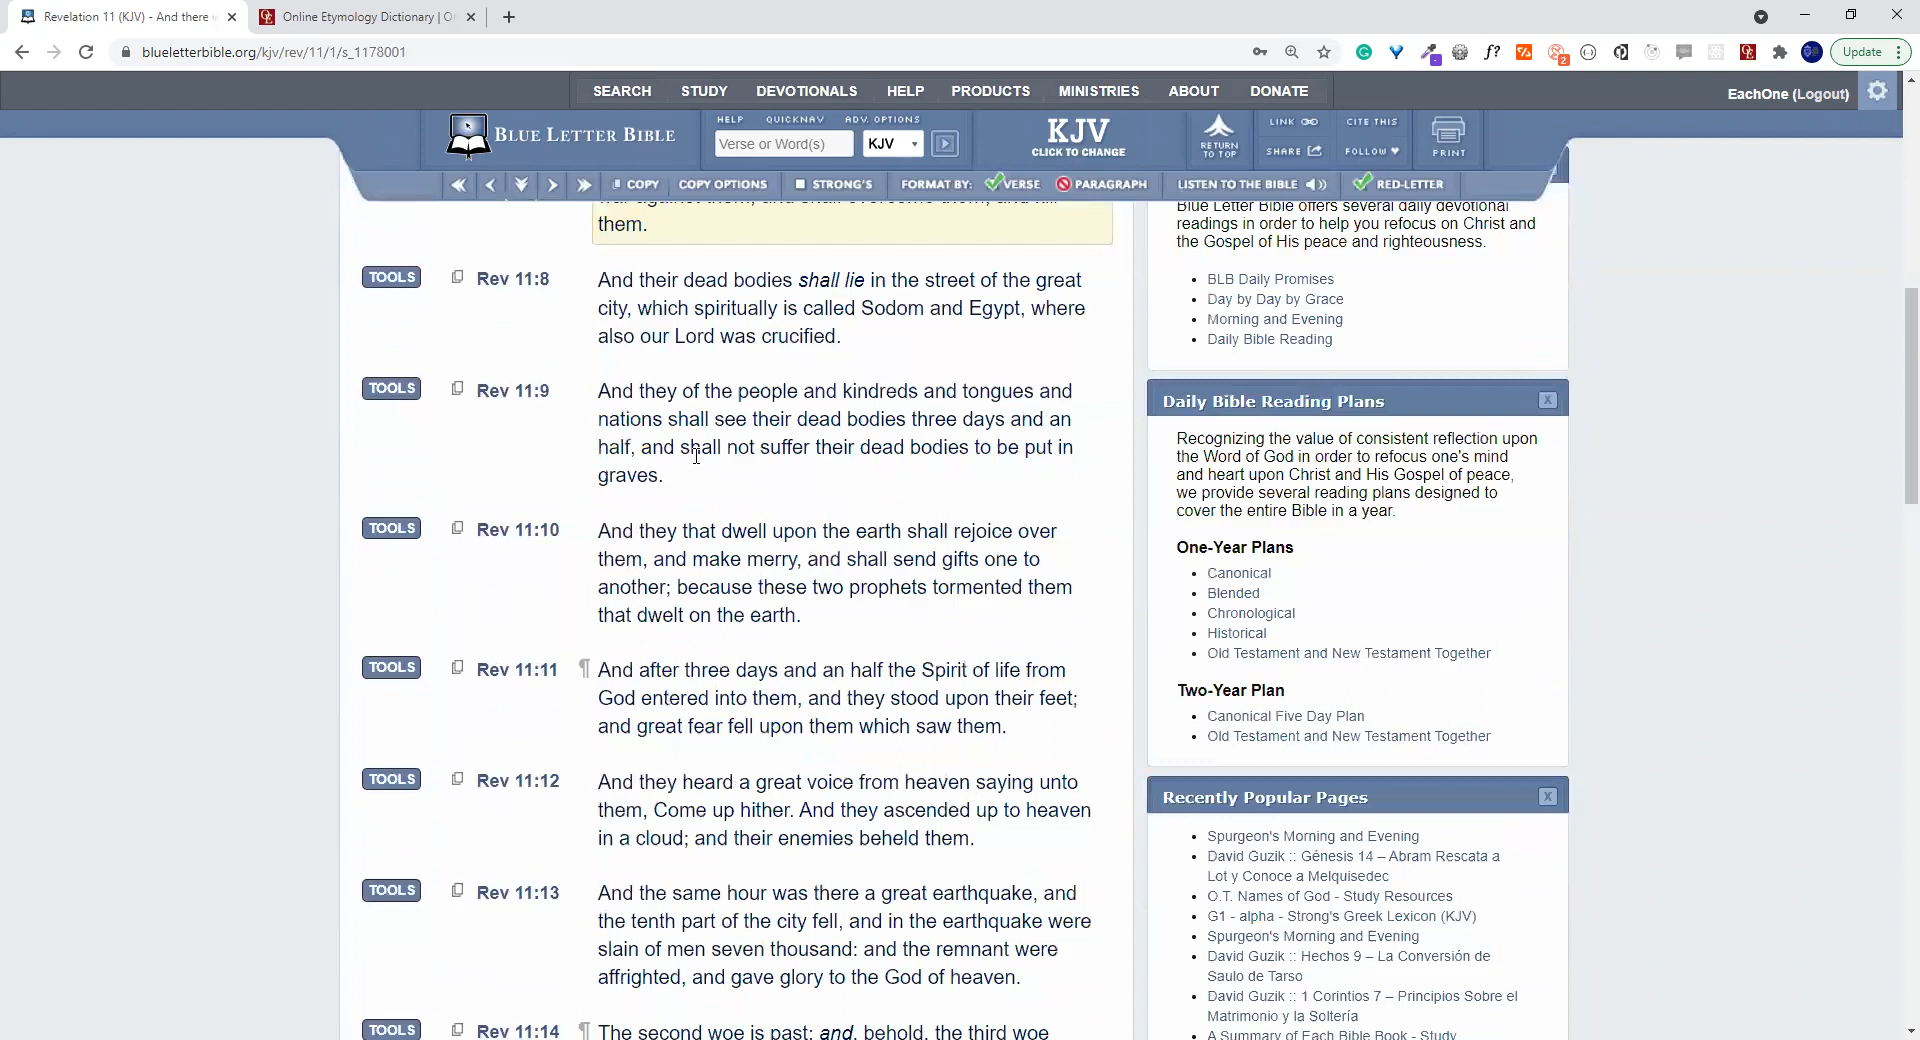 Revelation 11 (KJV) - And there
Online Etymology Dictionary | O
blueletterbible.org/kjv/rev/11/1/s_1178001
Update
SEARCH STUDY DEVOTIONALS HELP PRODUCTS MINISTRIES ABOUT DONATE
EachOne (Logout)
BLUE LETTER BIBLE
HELP QUICKNAV ADV. OPTIONS
Verse or Word(s)
KJV
KJV
CLICK TO CHANGE
RETURN
TO TOP
LINK
CITE THIS
SHARE
FOLLOW
PRINT
COPY COPY OPTIONS STRONG'S FORMAT BY: VERSE PARAGRAPH LISTEN TO THE BIBLE RED-LETTER
war against them, and shall overcome them, and kill
them.
TOOLS Rev 11:8 And their dead bodies shall lie in the street of the great
city, which spiritually is called Sodom and Egypt, where
also our Lord was crucified.
TOOLS Rev 11:9 And they of the people and kindreds and tongues and
nations shall see their dead bodies three days and an
half, and shall not suffer their dead bodies to be put in
graves.
TOOLS Rev 11:10 And they that dwell upon the earth shall rejoice over
them, and make merry, and shall send gifts one to
another; because these two prophets tormented them
that dwelt on the earth.
TOOLS Rev 11:11 ¶ And after three days and an half the Spirit of life from
God entered into them, and they stood upon their feet;
and great fear fell upon them which saw them.
TOOLS Rev 11:12 And they heard a great voice from heaven saying unto
them, Come up hither. And they ascended up to heaven
in a cloud; and their enemies beheld them.
TOOLS Rev 11:13 And the same hour was there a great earthquake, and
the tenth part of the city fell, and in the earthquake were
slain of men seven thousand: and the remnant were
affrighted, and gave glory to the God of heaven.
TOOLS Rev 11:14 ¶ The second woe is past; and, behold, the third woe
Blue Letter Bible offers several daily devotional
readings in order to help you refocus on Christ and
the Gospel of His peace and righteousness.
BLB Daily Promises
Day by Day by Grace
Morning and Evening
Daily Bible Reading
Daily Bible Reading Plans X
Recognizing the value of consistent reflection upon
the Word of God in order to refocus one's mind
and heart upon Christ and His Gospel of peace,
we provide several reading plans designed to
cover the entire Bible in a year.
One-Year Plans
Canonical
Blended
Chronological
Historical
Old Testament and New Testament Together
Two-Year Plan
Canonical Five Day Plan
Old Testament and New Testament Together
Recently Popular Pages X
Spurgeon's Morning and Evening
David Guzik :: Génesis 14 – Abram Rescata a
Lot y Conoce a Melquisedec
O.T. Names of God - Study Resources
G1 - alpha - Strong's Greek Lexicon (KJV)
Spurgeon's Morning and Evening
David Guzik :: Hechos 9 – La Conversión de
Saulo de Tarso
David Guzik :: 1 Corintios 7 – Principios Sobre el
Matrimonio y la Soltería
A Summary of Each Bible Book - Study